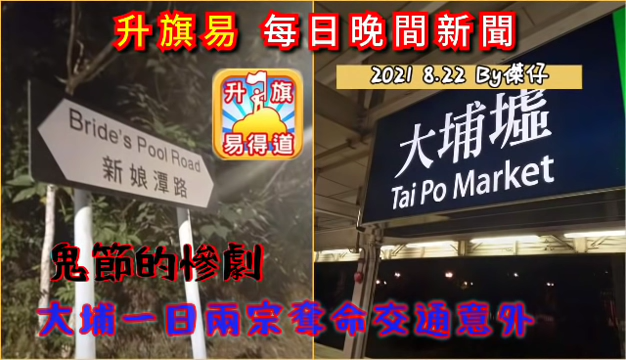 升旗易 每日晚間新聞
2021 8.22 By傑仔
升旗
易得道
Bride's Pool Road
新娘潭路
大埔墟
Tai Po Market
鬼節的慘劇
大埔一日兩宗奪命交通意外